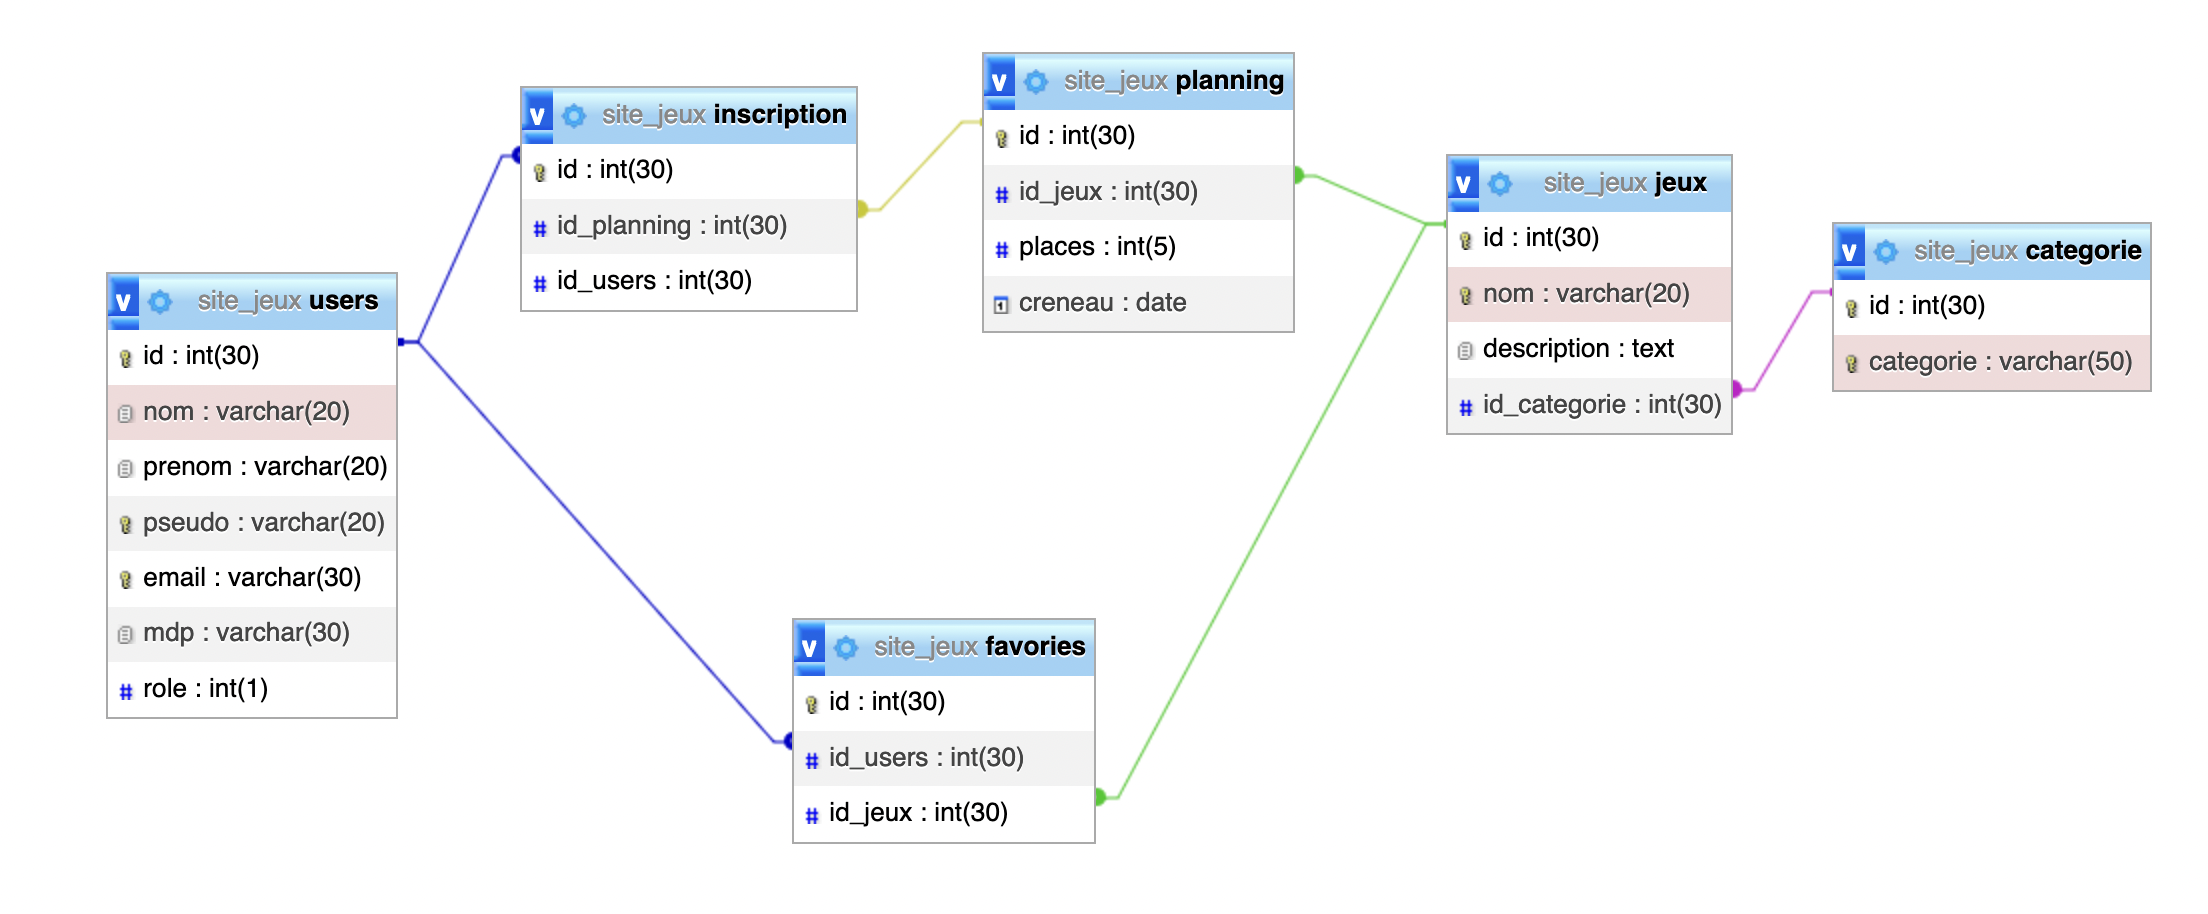 site_jeux users
id : int(30)
nom : varchar(20)
prenom : varchar(20)
pseudo : varchar(20)
email : varchar(30)
mdp : varchar(30)
role : int(1)
site_jeux inscription
id : int(30)
id_planning : int(30)
id_users : int(30)
site_jeux planning
id : int(30)
id_jeux : int(30)
places : int(5)
creneau : date
site_jeux jeux
id : int(30)
nom : varchar(20)
description : text
id_categorie : int(30)
site_jeux categorie
id : int(30)
categorie : varchar(50)
site_jeux favories
id : int(30)
id_users : int(30)
id_jeux : int(30)